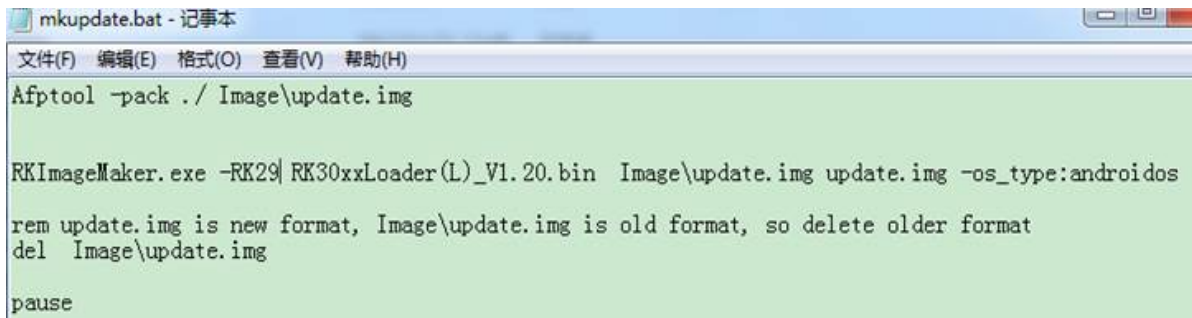 mkupdate.bat - 记事本
文件(F) 编辑(E) 格式(O) 查看(V) 帮助(H)
Afptool -pack ./ Image\update.img
RKImageMaker.exe -RK29 RK30xxLoader(L)_V1.20.bin  Image\update.img update.img -os_type:androidos
rem update.img is new format, Image\update.img is old format, so delete older format
del  Image\update.img
pause